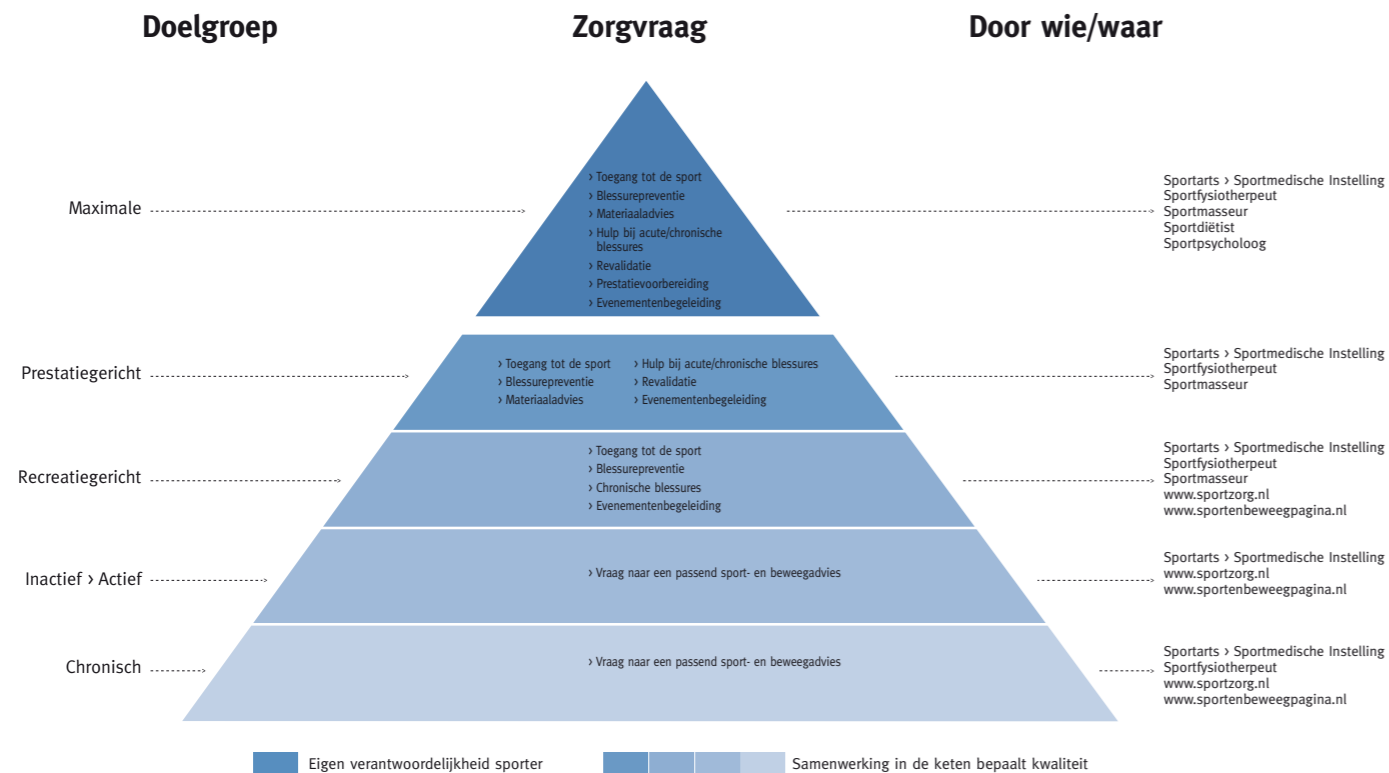 Doelgroep
Zorgvraag
Door wie/waar
Maximale
› Toegang tot de sport
› Blessurepreventie
› Materiaaladvies
› Hulp bij acute/chronische
blessures
› Revalidatie
› Prestatievoorbereiding
› Evenementenbegeleiding
Sportarts › Sportmedische Instelling
Sportfysiotherpeut
Sportmasseur
Sportdiëtist
Sportpsycholoog
Prestatiegericht
› Toegang tot de sport
› Blessurepreventie
› Materiaaladvies
› Hulp bij acute/chronische blessures
› Revalidatie
› Evenementenbegeleiding
Sportarts › Sportmedische Instelling
Sportfysiotherpeut
Sportmasseur
Recreatiegericht
› Toegang tot de sport
› Blessurepreventie
› Chronische blessures
› Evenementenbegeleiding
Sportarts › Sportmedische Instelling
Sportfysiotherpeut
Sportmasseur
www.sportzorg.nl
www.sportenbeweegpagina.nl
Inactief › Actief
› Vraag naar een passend sport- en beweegadvies
Sportarts › Sportmedische Instelling
www.sportzorg.nl
www.sportenbeweegpagina.nl
Chronisch
› Vraag naar een passend sport- en beweegadvies
Sportarts › Sportmedische Instelling
Sportfysiotherpeut
www.sportzorg.nl
www.sportenbeweegpagina.nl
Eigen verantwoordelijkheid sporter
Samenwerking in de keten bepaalt kwaliteit